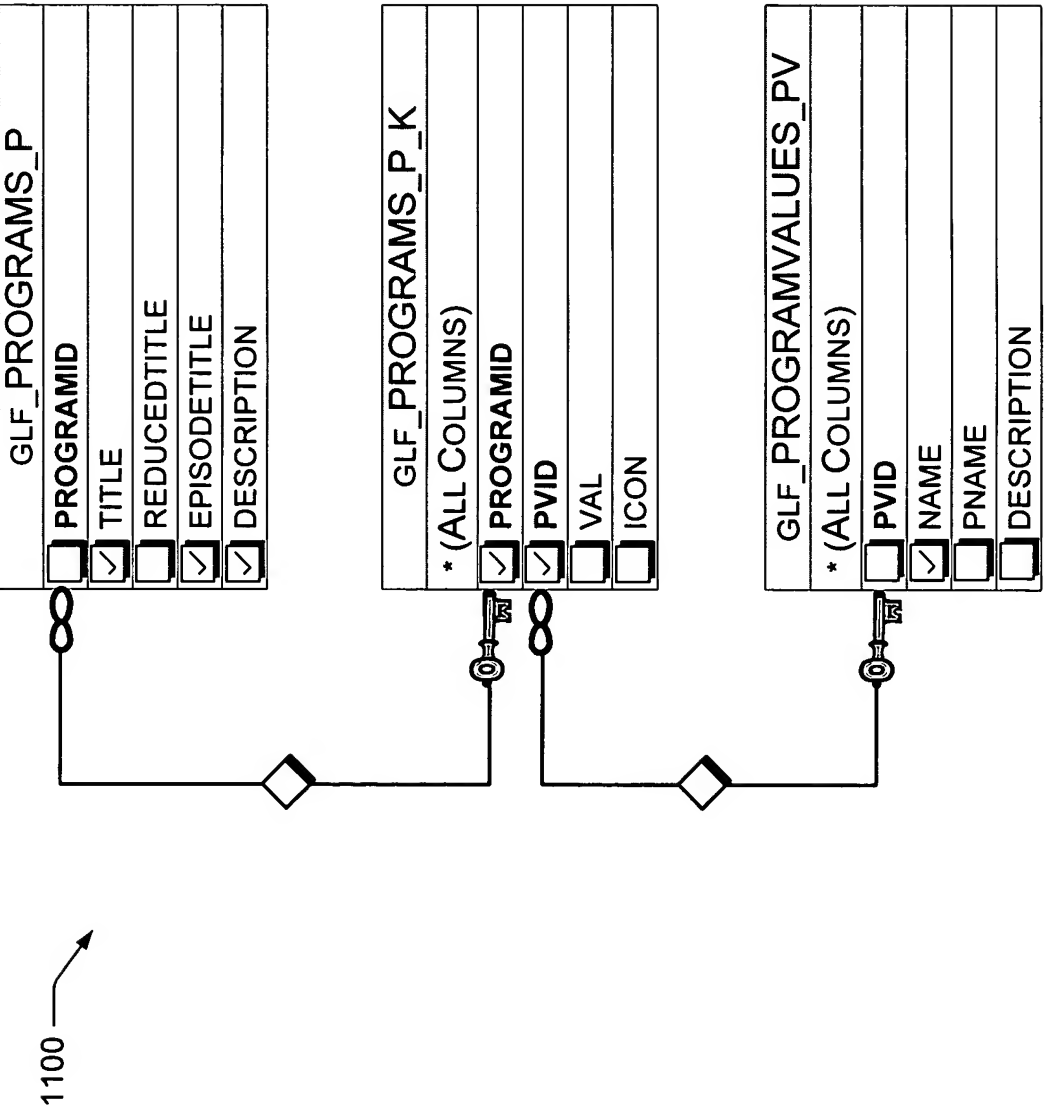 GLF_PROGRAMS_P
PROGRAMID
TITLE
REDUCEDTITLE
EPISODETITLE
DESCRIPTION
GLF_PROGRAMS_P_K
* (ALL COLUMNS)
PROGRAMID
PVID
VAL
ICON
GLF_PROGRAMVALUES_PV
* (ALL COLUMNS)
PVID
NAME
PNAME
DESCRIPTION
1100